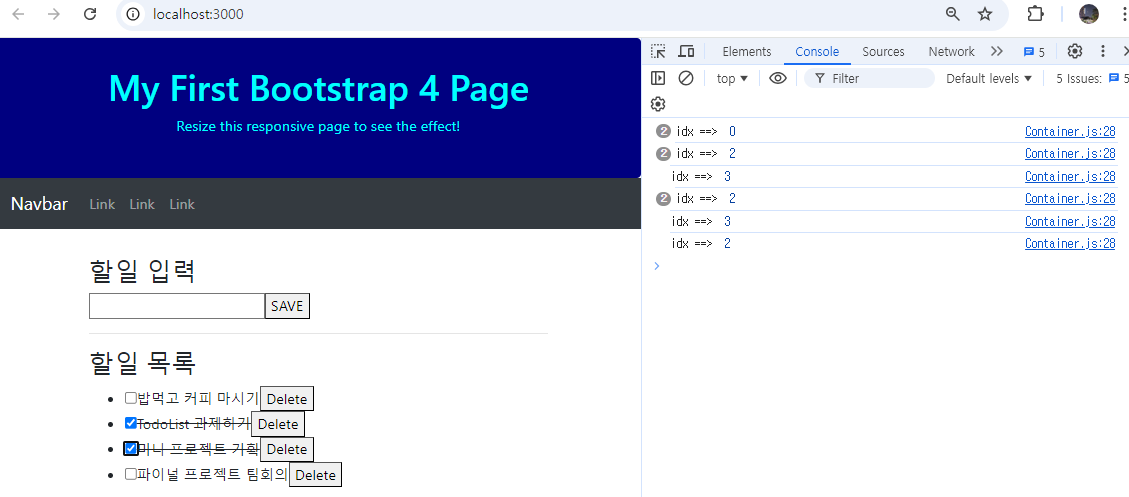 localhost:3000
My First Bootstrap 4 Page
Resize this responsive page to see the effect!
Navbar Link Link Link
할일 입력
SAVE
할일 목록
밥먹고 커피 마시기 Delete
TodoList 과제하기 Delete
미니 프로젝트 기획 Delete
파이널 프로젝트 팀회의 Delete
Elements Console Sources Network 5
top Filter Default levels 5 Issues: 5
2 idx ==> 0 Container.js:28
2 idx ==> 2 Container.js:28
idx ==> 3 Container.js:28
2 idx ==> 2 Container.js:28
idx ==> 3 Container.js:28
idx ==> 2 Container.js:28